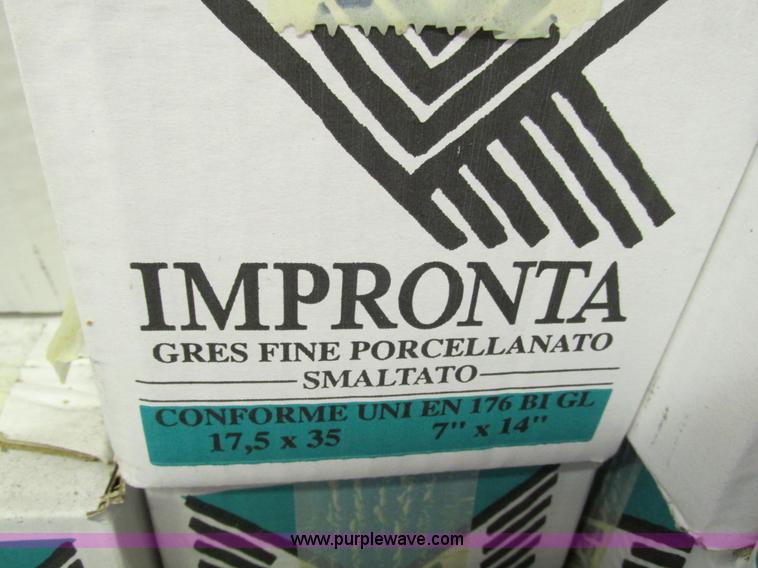 IMPRONTA
GRES FINE PORCELLANATO
SMALTATO
CONFORME UNI EN 176 BI GL
17,5 x 35 7" x 14"
www.purplewave.com